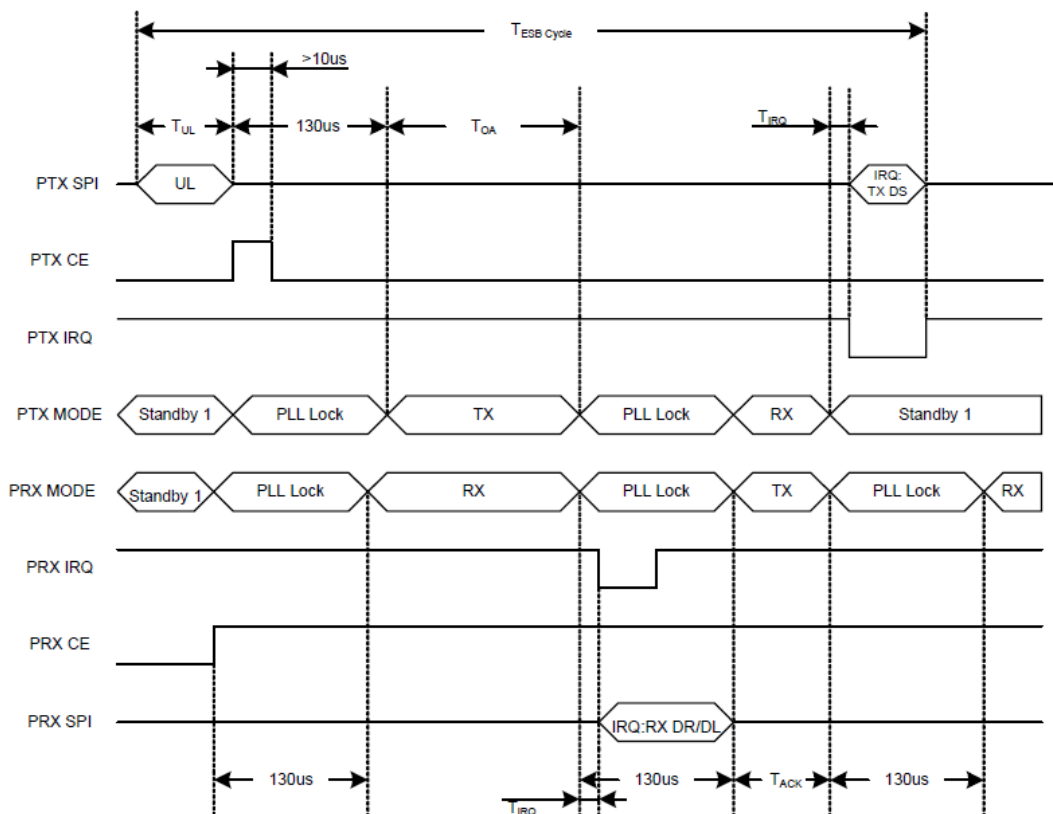 TESB Cycle
>10us
TUL 130us TOA TIRQ
PTX SPI UL IRQ: TX DS
PTX CE
PTX IRQ
PTX MODE Standby 1 PLL Lock TX PLL Lock RX Standby 1
PRX MODE Standby 1 PLL Lock RX PLL Lock TX PLL Lock RX
PRX IRQ
PRX CE
PRX SPI IRQ:RX DR/DL
130us 130us TACK 130us
TIRQ